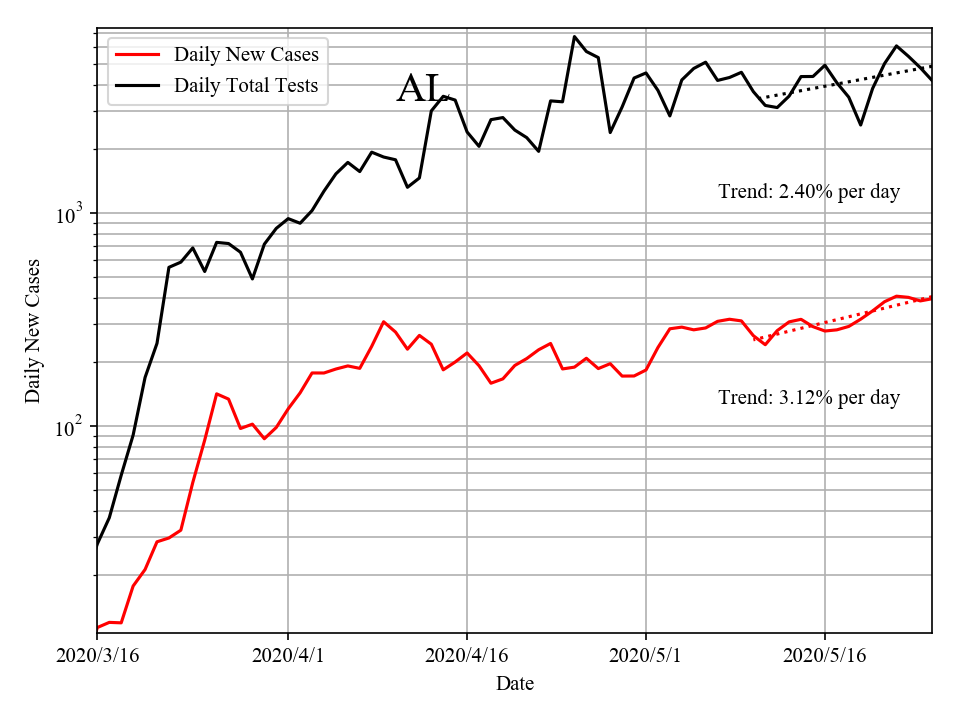 Daily New Cases
Daily Total Tests
AL
Trend: 2.40% per day
10³
Daily New Cases
Trend: 3.12% per day
10²
2020/3/16
2020/4/1
2020/4/16
2020/5/1
2020/5/16
Date